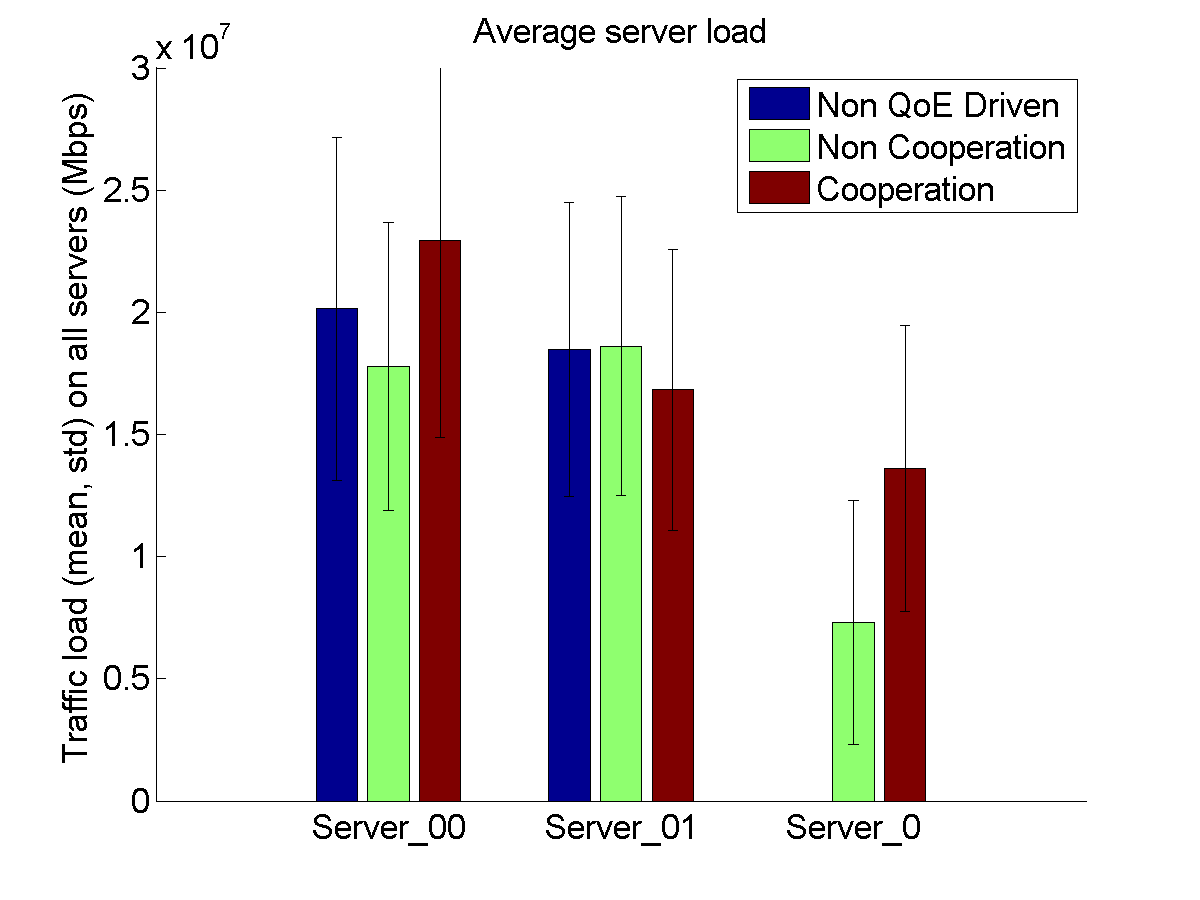 Average server load
x 10^7
Traffic load (mean, std) on all servers (Mbps)
3
2.5
2
1.5
1
0.5
0
Non QoE Driven
Non Cooperation
Cooperation
Server_00 Server_01 Server_0